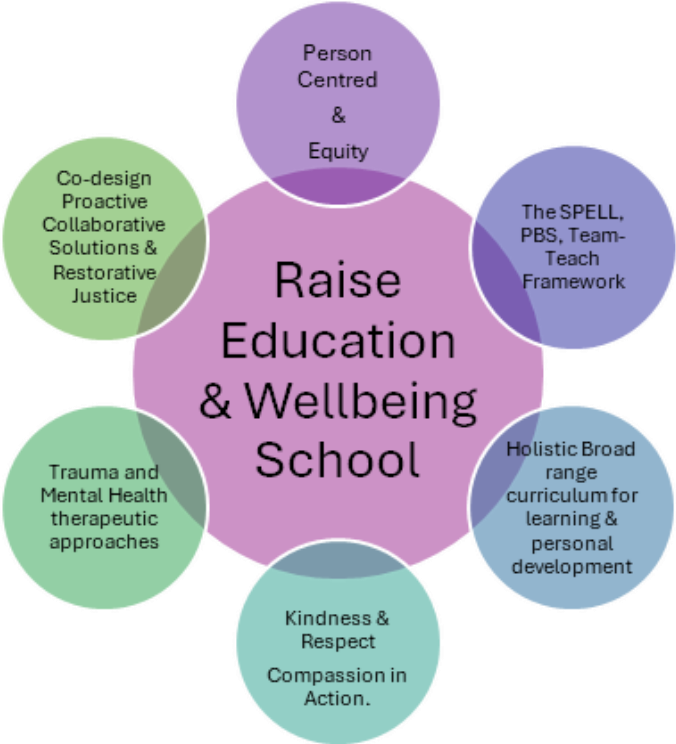 Person
Centred
&
Equity
The SPELL,
PBS, Team-
Teach
Framework
Holistic Broad
range
curriculum for
learning &
personal
development
Kindness &
Respect
Compassion in
Action.
Trauma and
Mental Health
therapeutic
approaches
Co-design
Proactive
Collaborative
Solutions &
Restorative
Justice
Raise
Education
& Wellbeing
School